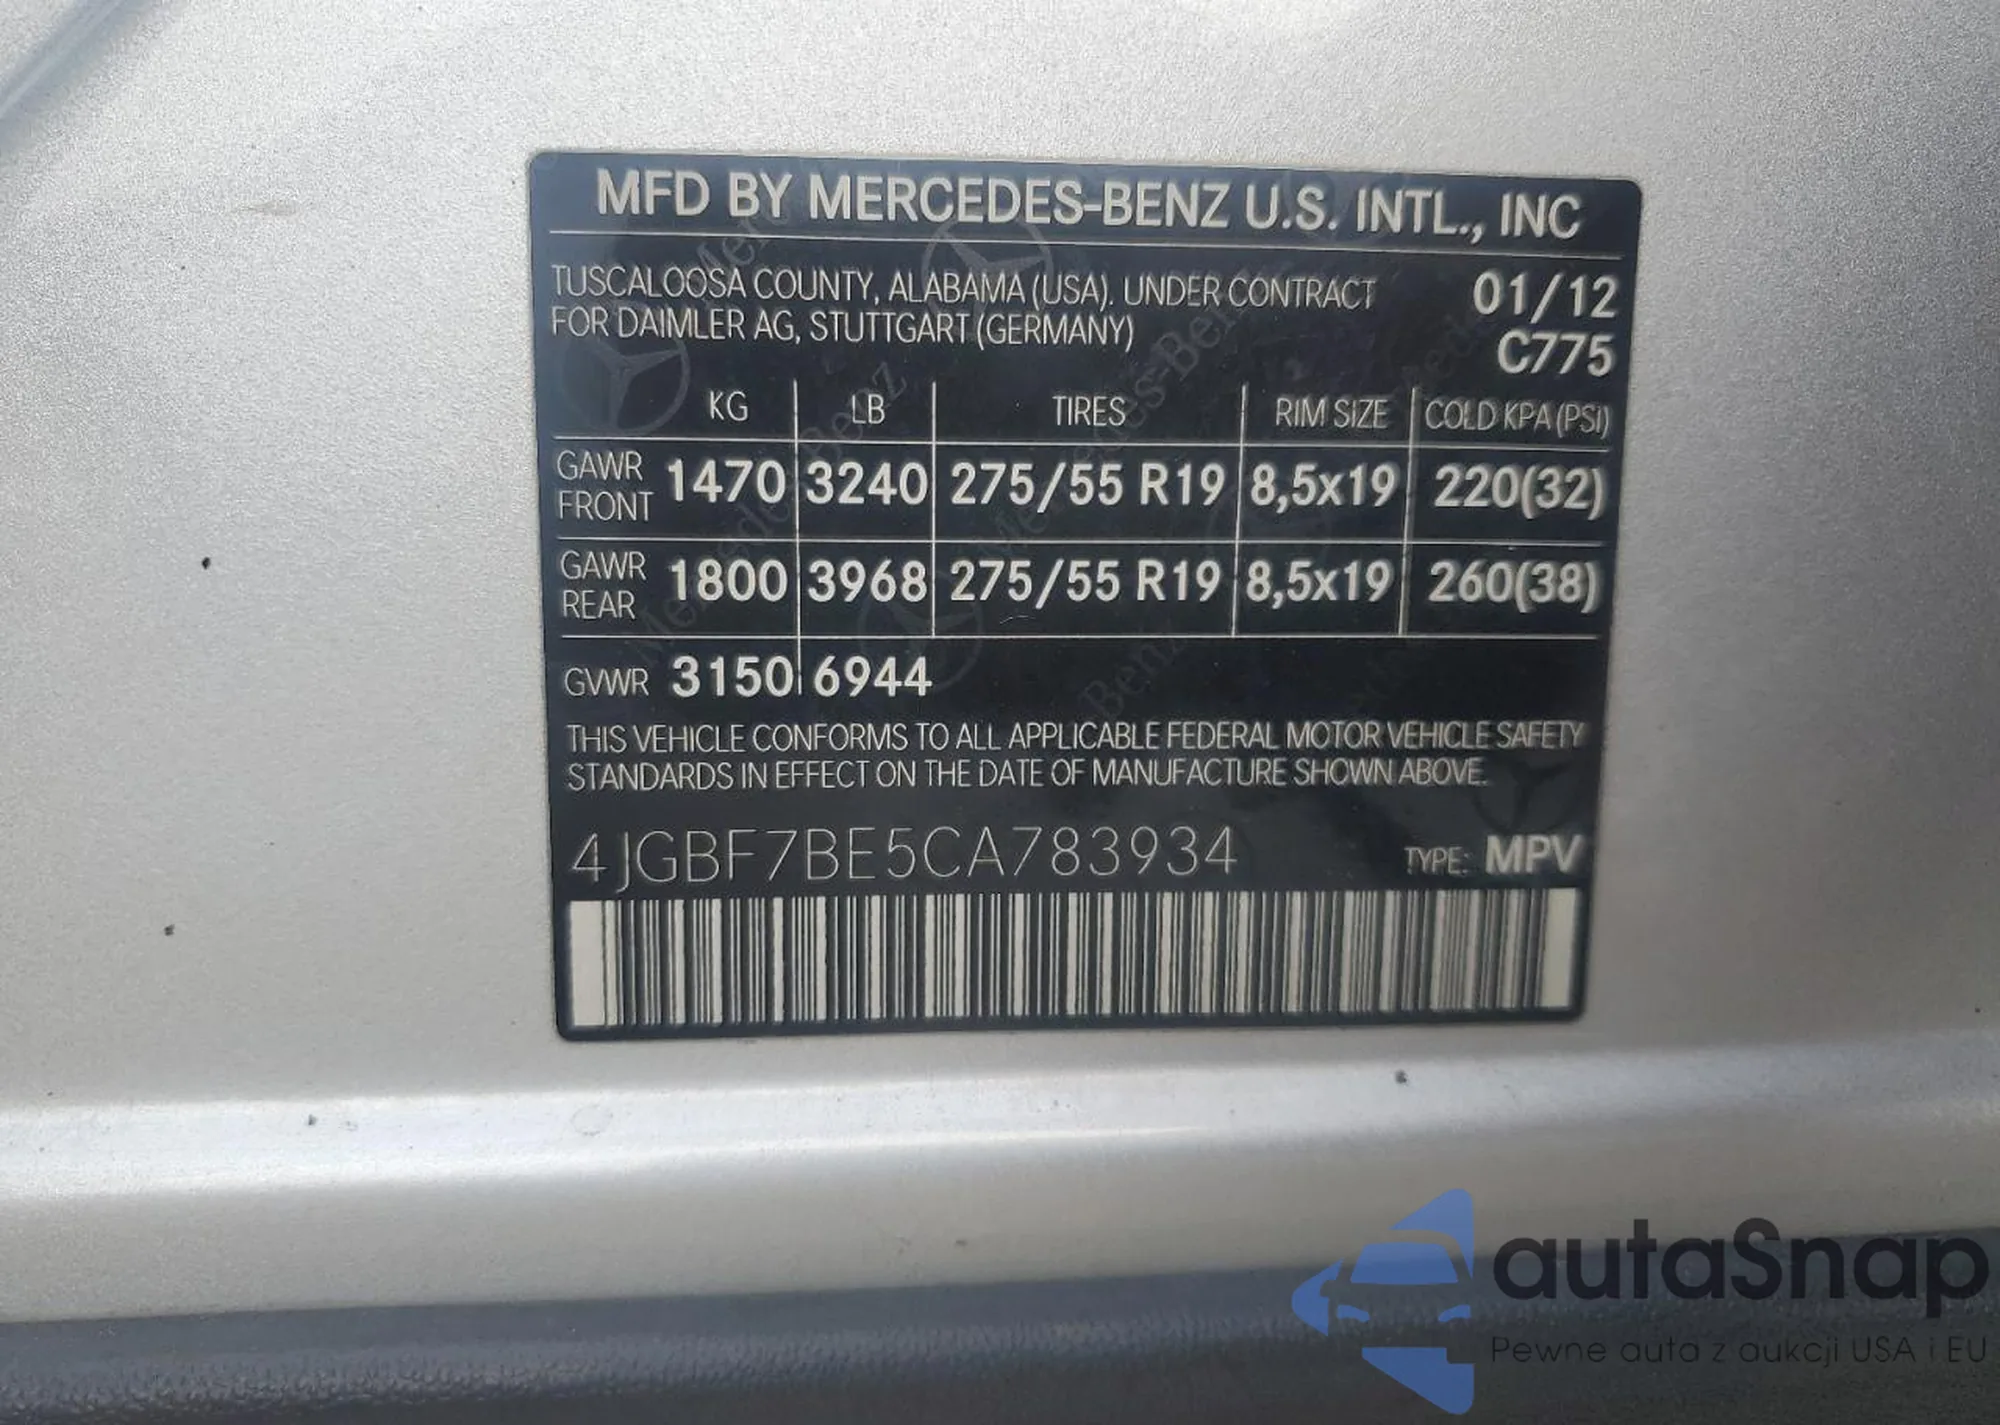 MFD BY MERCEDES-BENZ U.S. INTL., INC
TUSCALOOSA COUNTY, ALABAMA (USA). UNDER CONTRACT
FOR DAIMLER AG, STUTTGART (GERMANY)
01/12
C775
KG LB TIRES RIM SIZE COLD KPA (PSI)
GAWR FRONT 1470 3240 275/55 R19 8,5x19 220(32)
GAWR REAR 1800 3968 275/55 R19 8,5x19 260(38)
GVWR 3150 6944
THIS VEHICLE CONFORMS TO ALL APPLICABLE FEDERAL MOTOR VEHICLE SAFETY
STANDARDS IN EFFECT ON THE DATE OF MANUFACTURE SHOWN ABOVE.
4JGBF7BE5CA783934 TYPE: MPV
autaSnap
Pewne auta z aukcji USA i EU